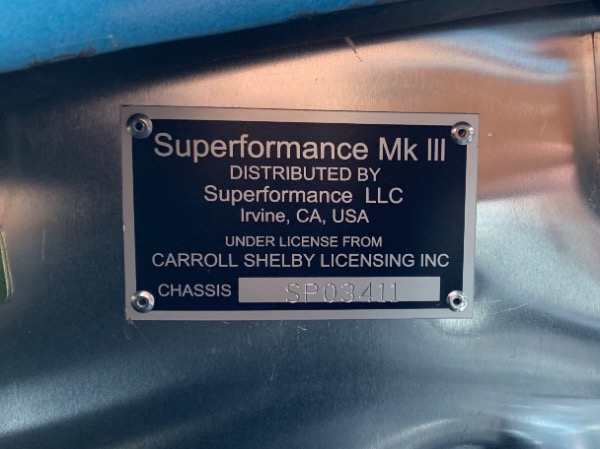 Superformance Mk III
DISTRIBUTED BY
Superformance LLC
Irvine, CA, USA
UNDER LICENSE FROM
CARROLL SHELBY LICENSING INC
CHASSIS SP03411